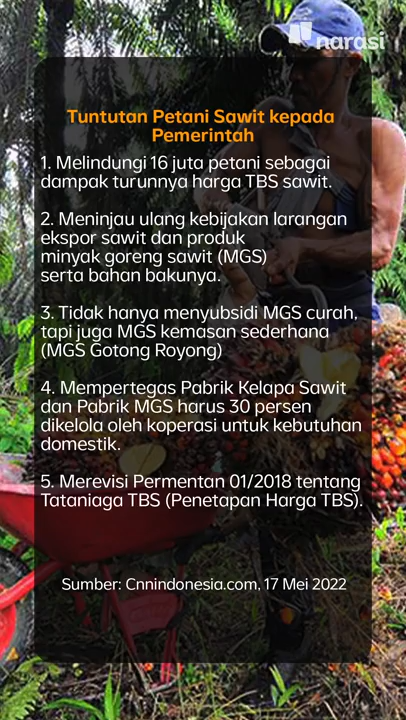 narasi
Tuntutan Petani Sawit kepada
Pemerintah
1. Melindungi 16 juta petani sebagai
dampak turunnya harga TBS sawit.
2. Meninjau ulang kebijakan larangan
ekspor sawit dan produk
minyak goreng sawit (MGS)
serta bahan bakunya.
3. Tidak hanya menyubsidi MGS curah,
tapi juga MGS kemasan sederhana
(MGS Gotong Royong)
4. Mempertegas Pabrik Kelapa Sawit
dan Pabrik MGS harus 30 persen
dikelola oleh koperasi untuk kebutuhan
domestik.
5. Merevisi Permentan 01/2018 tentang
Tataniaga TBS (Penetapan Harga TBS).
Sumber: Cnnindonesia.com, 17 Mei 2022